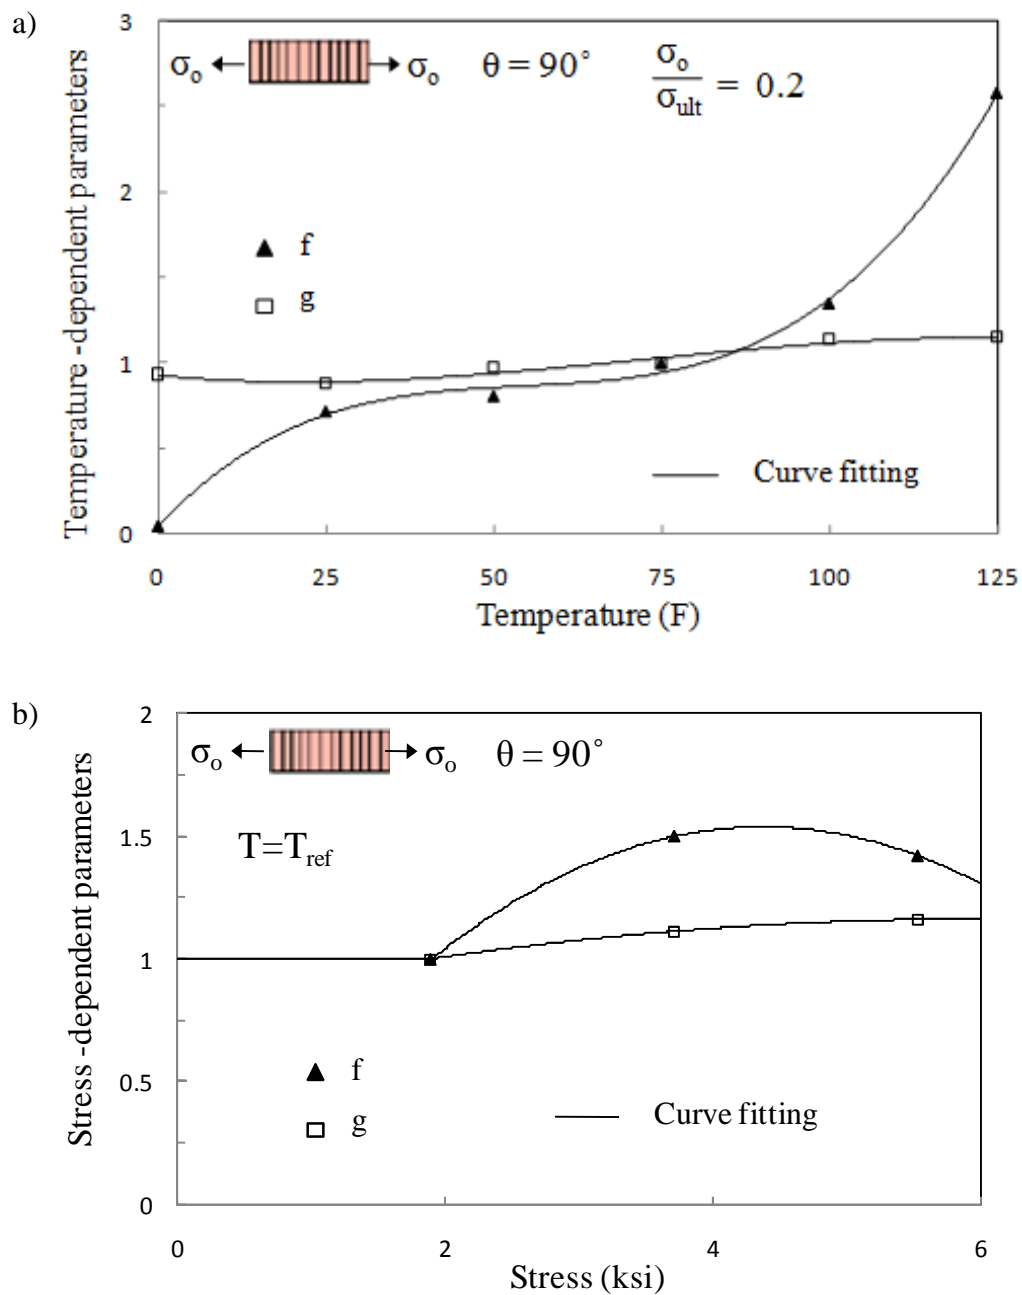 a)
3
σo σo θ = 90° σo/σult = 0.2
2
f
g
1
Curve fitting
0
0 25 50 75 100 125
Temperature (F)
Temperature -dependent parameters
b)
2
σo σo θ = 90°
1.5
T=Tref
1
f
0.5
g
Curve fitting
0
0 2 4 6
Stress (ksi)
Stress -dependent parameters